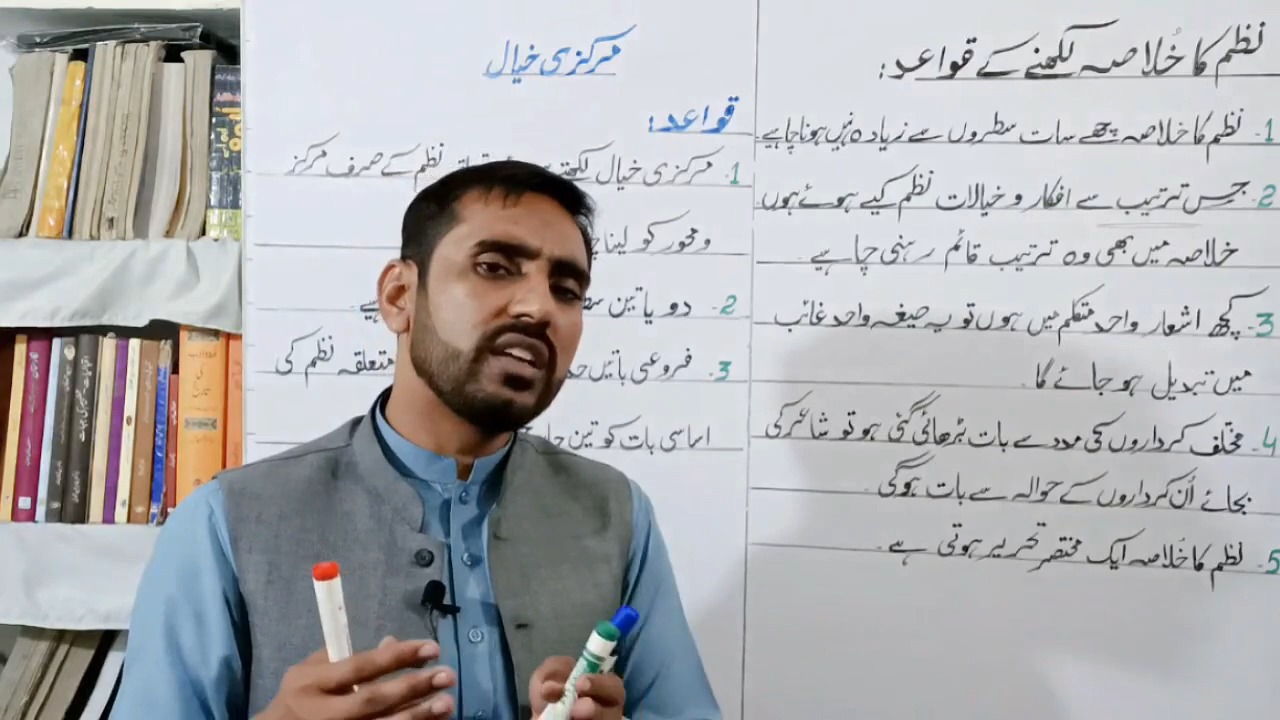 نظم کا خُلاصہ لکھنے کے قواعد:
1۔ نظم کا خلاصہ چھے سات سطروں سے زیادہ نہیں ہونا چاہیے
2۔ جس ترتیب سے افکار و خیالات نظم کیے ہوئے ہوں
خلاصہ میں بھی وہ ترتیب قائم رہنی چاہیے۔
3۔ کچھ اشعار واحد متکلم میں ہوں تو یہ صیغہ واحد غائب
میں تبدیل ہو جائے گا۔
4۔ مختلف کرداروں کی مدد سے بات بڑھائی گئی ہو تو شاعر کی
بجائے اُن کرداروں کے حوالہ سے بات ہوگی۔
5۔ نظم کا خُلاصہ ایک مختصر تحریر ہوتی ہے۔
مرکزی خیال
قواعد:
1۔ مرکزی خیال لکھتے نظم کے صرف مرکز
و محور کو لینا
2۔ دو یا تین
3۔ فروعی باتیں متعلقہ نظم کی
اساسی بات کو تین